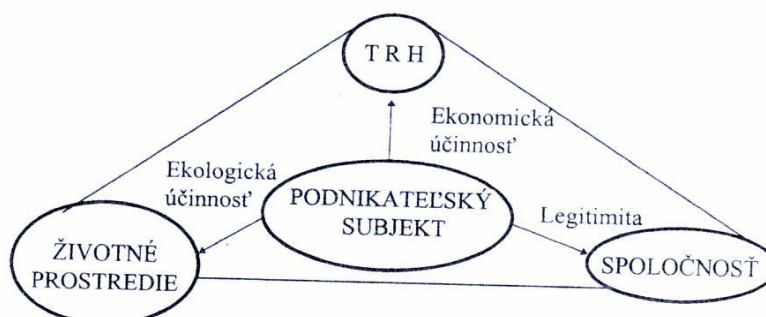 T R H
Ekonomická
účinnosť
Ekologická
účinnosť
PODNIKATEĽSKÝ
SUBJEKT
Legitimita
ŽIVOTNÉ
PROSTREDIE
SPOLOČNOSŤ